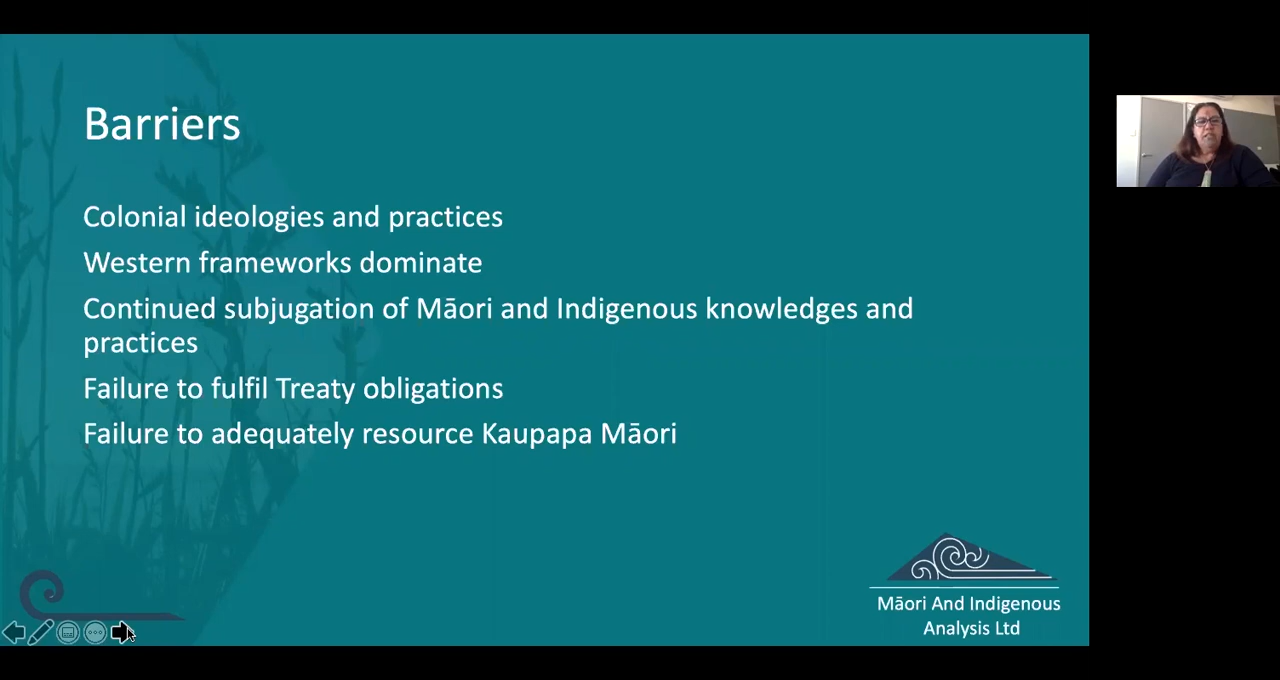 Barriers
Colonial ideologies and practices
Western frameworks dominate
Continued subjugation of Māori and Indigenous knowledges and
practices
Failure to fulfil Treaty obligations
Failure to adequately resource Kaupapa Māori
Māori And Indigenous
Analysis Ltd